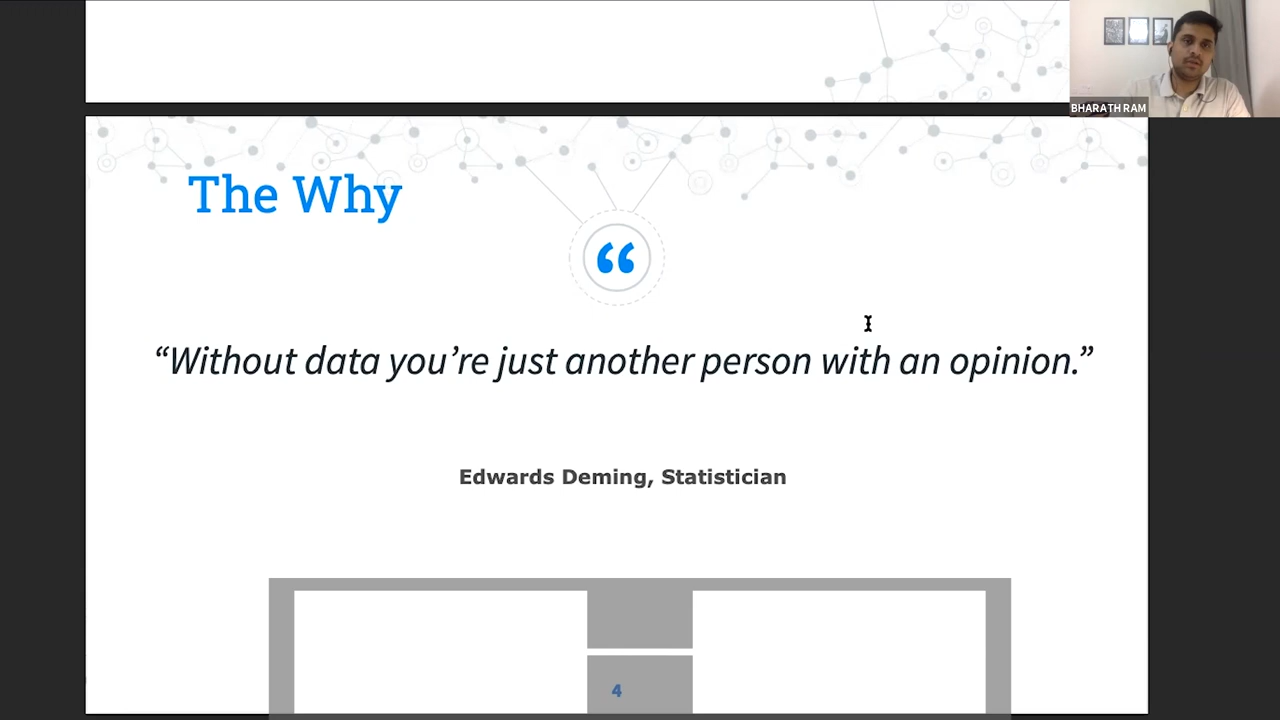 BHARATH RAM
The Why
“
“Without data you’re just another person with an opinion.”
Edwards Deming, Statistician
4